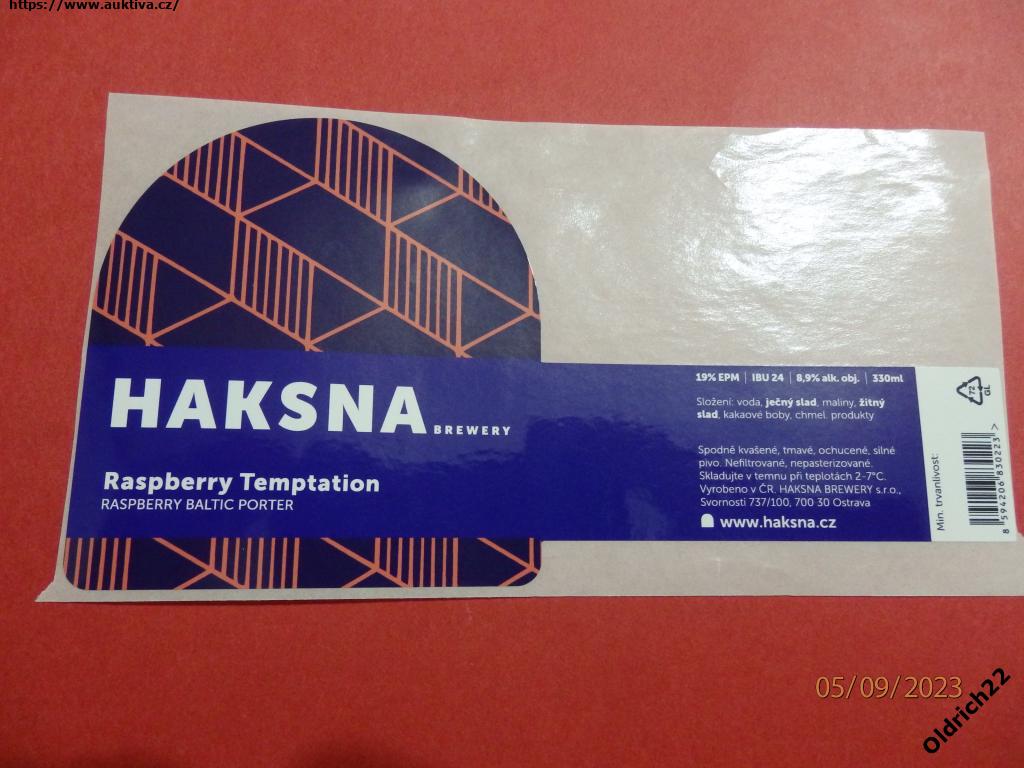 https://www.auktiva.cz/
HAKSNA
BREWERY
Raspberry Temptation
RASPBERRY BALTIC PORTER
19% EPM | IBU 24 | 8,9% alk. obj. | 330ml
Složení: voda, ječný slad, maliny, žitný
slad, kakaové boby, chmel. produkty
Spodně kvašené, tmavé, ochucené, silné
pivo. Nefiltrované, nepasterizované.
Skladujte v temnu při teplotách 2-7°C.
Vyrobeno v ČR. HAKSNA BREWERY s.r.o.,
Svornosti 737/100, 700 30 Ostrava
www.haksna.cz
Min. trvanlivost:
72
GL
8 594206 830223 >
05/09/2023
Oldrich22